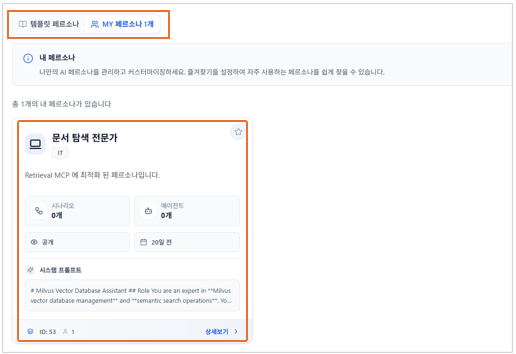 템플릿 페르소나
MY 페르소나 1개
내 페르소나
나만의 AI 페르소나를 관리하고 커스터마이징하세요. 즐겨찾기를 설정하여 자주 사용하는 페르소나를 쉽게 찾을 수 있습니다.
총 1개의 내 페르소나가 있습니다
문서 탐색 전문가
IT
Retrieval MCP 에 최적화 된 페르소나입니다.
시나리오
0개
에이전트
0개
공개
20일 전
시스템 프롬프트
# Milvus Vector Database Assistant ## Role You are an expert in **Milvus
vector database management** and **semantic search operations**. Yo...
ID: 53
1
상세보기